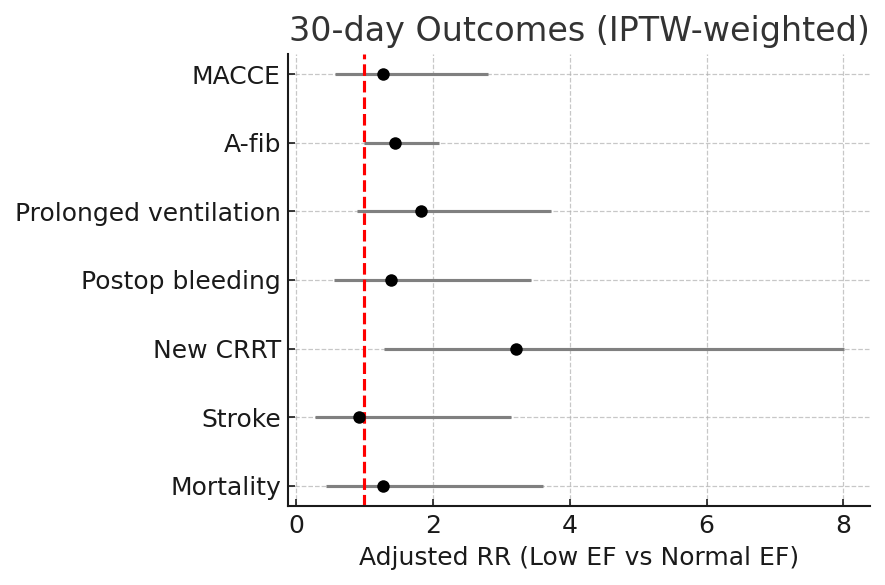 30-day Outcomes (IPTW-weighted)
MACCE
A-fib
Prolonged ventilation
Postop bleeding
New CRRT
Stroke
Mortality
0 2 4 6 8
Adjusted RR (Low EF vs Normal EF)